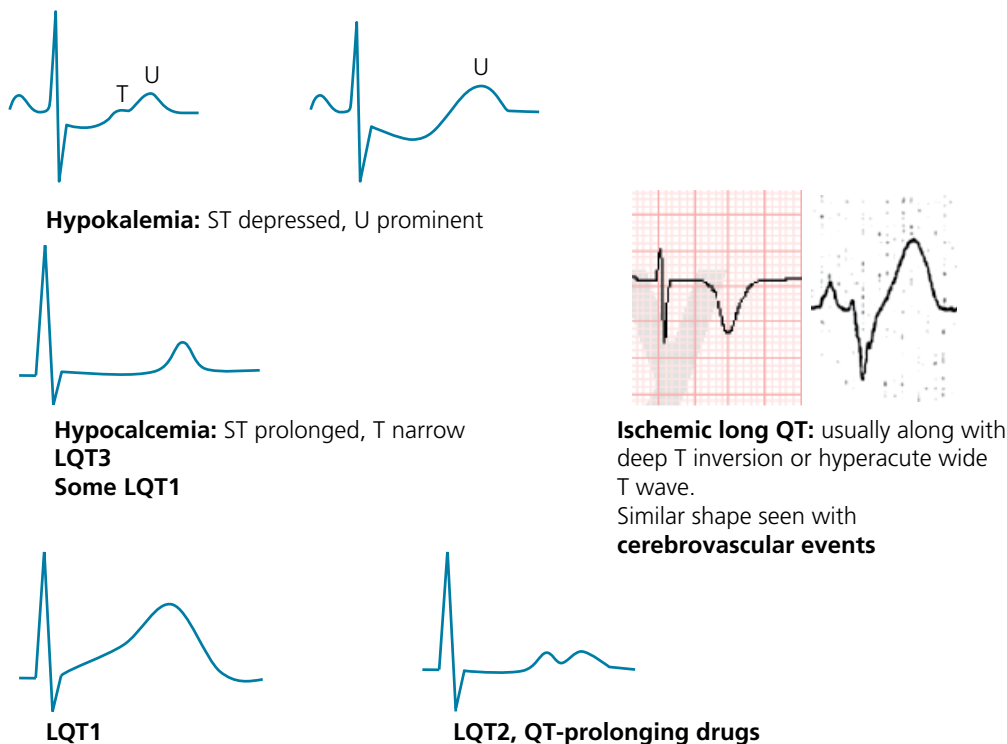 U
T
U
Hypokalemia: ST depressed, U prominent
Hypocalcemia: ST prolonged, T narrow
LQT3
Some LQT1
Ischemic long QT: usually along with
deep T inversion or hyperacute wide
T wave.
Similar shape seen with
cerebrovascular events
LQT1
LQT2, QT-prolonging drugs